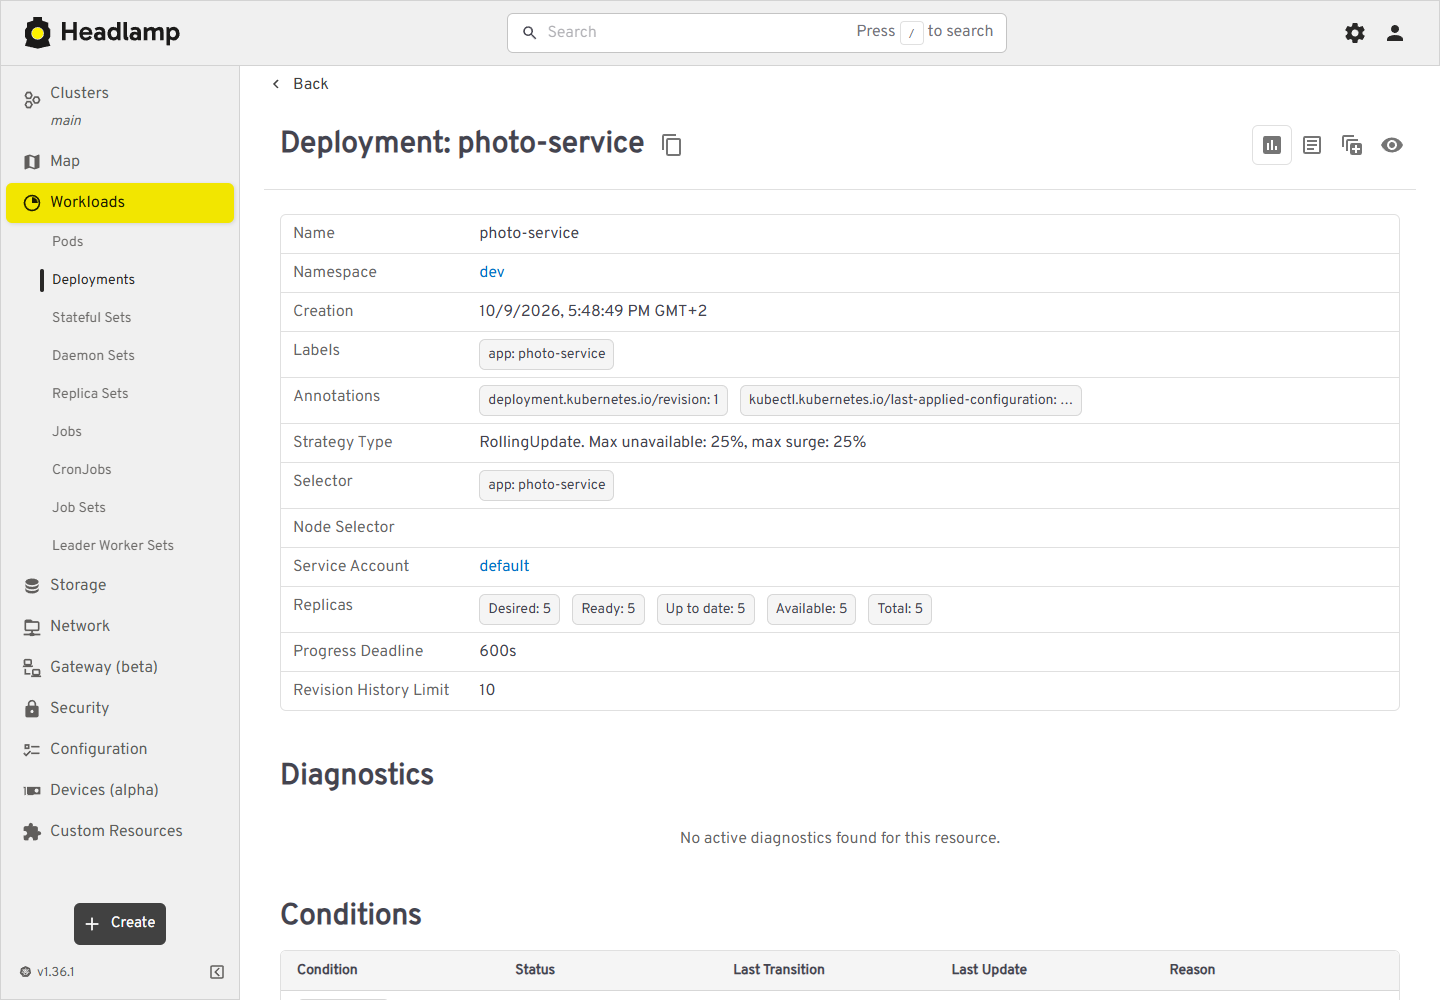 Headlamp
Search
Press / to search
Clusters
main
Map
Workloads
Pods
Deployments
Stateful Sets
Daemon Sets
Replica Sets
Jobs
CronJobs
Job Sets
Leader Worker Sets
Storage
Network
Gateway (beta)
Security
Configuration
Devices (alpha)
Custom Resources
Create
v1.36.1
Back
Deployment: photo-service
Name photo-service
Namespace dev
Creation 10/9/2026, 5:48:49 PM GMT+2
Labels app: photo-service
Annotations deployment.kubernetes.io/revision: 1 kubectl.kubernetes.io/last-applied-configuration: …
Strategy Type RollingUpdate. Max unavailable: 25%, max surge: 25%
Selector app: photo-service
Node Selector
Service Account default
Replicas Desired: 5 Ready: 5 Up to date: 5 Available: 5 Total: 5
Progress Deadline 600s
Revision History Limit 10
Diagnostics
No active diagnostics found for this resource.
Conditions
Condition Status Last Transition Last Update Reason